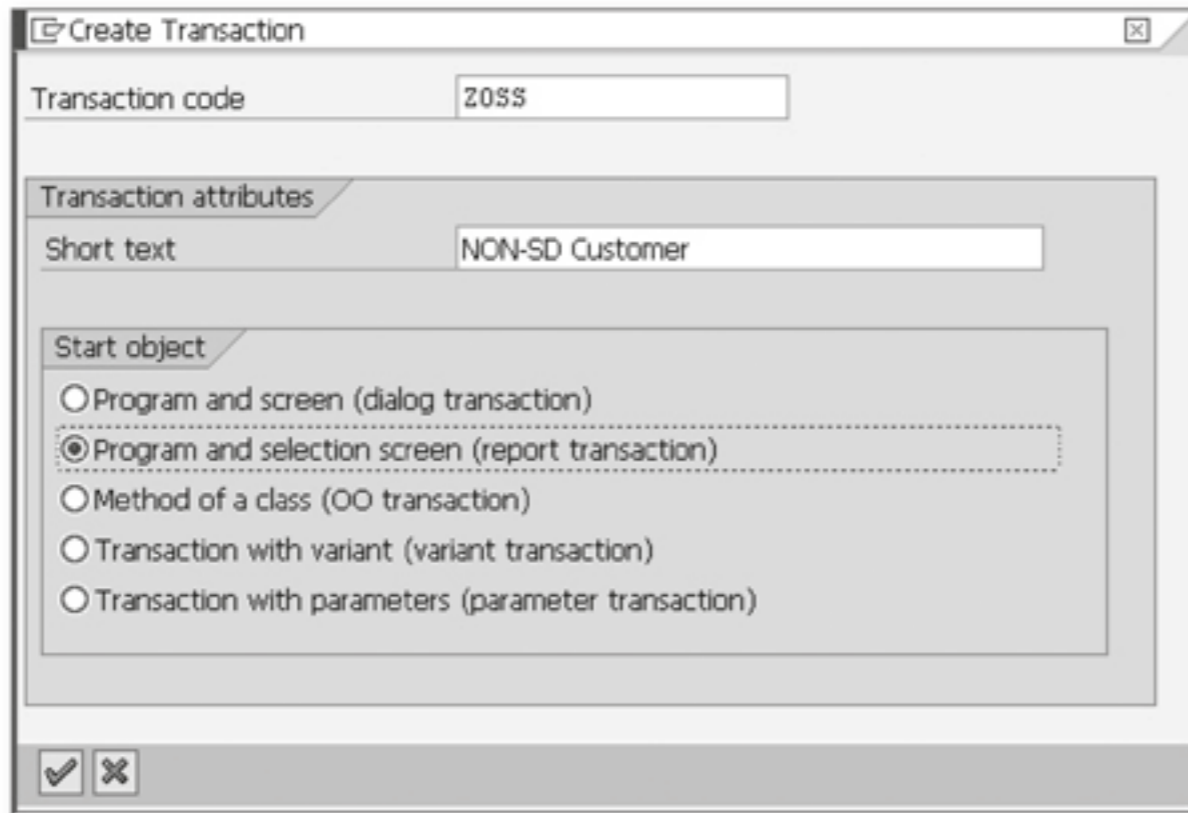 Create Transaction
Transaction code ZOSS
Transaction attributes
Short text NON-SD Customer
Start object
Program and screen (dialog transaction)
Program and selection screen (report transaction)
Method of a class (OO transaction)
Transaction with variant (variant transaction)
Transaction with parameters (parameter transaction)